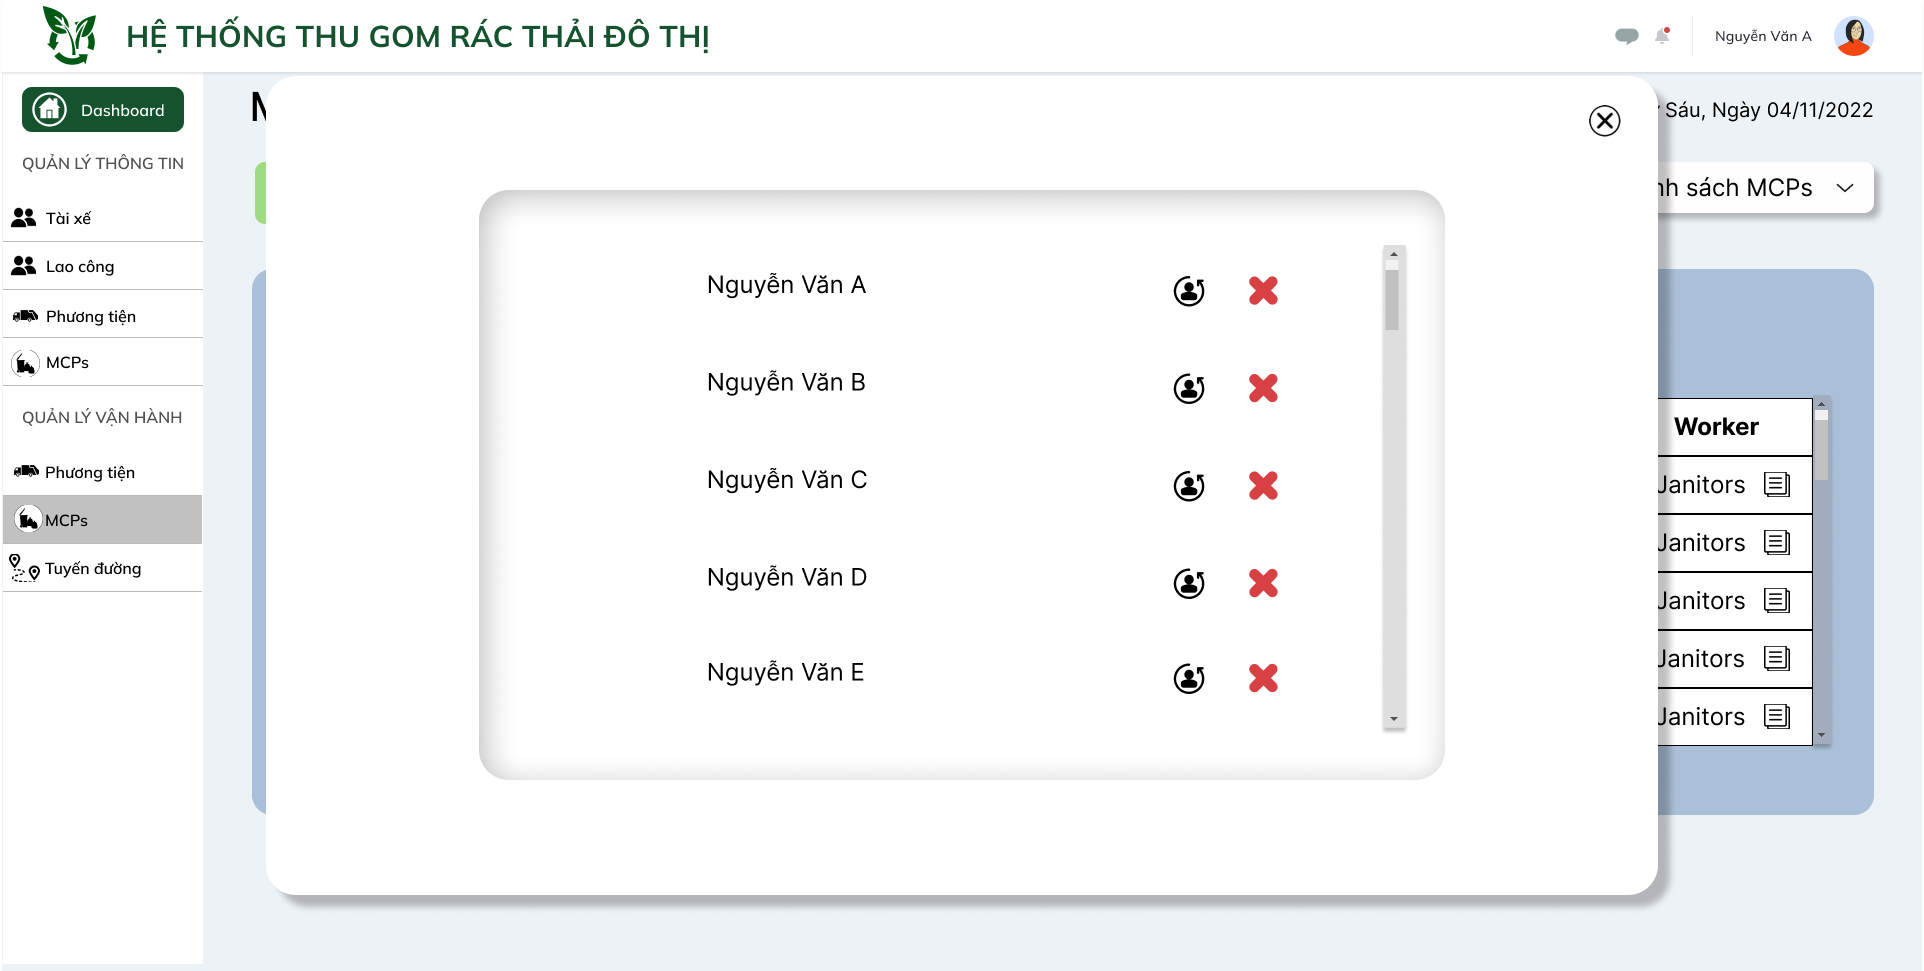 HỆ THỐNG THU GOM RÁC THẢI ĐÔ THỊ
Nguyễn Văn A
Dashboard
Sáu, Ngày 04/11/2022
QUẢN LÝ THÔNG TIN
sách MCPs
Tài xế
Lao công
Phương tiện
MCPs
QUẢN LÝ VẬN HÀNH
Phương tiện
MCPs
Tuyến đường
Nguyễn Văn A
Nguyễn Văn B
Nguyễn Văn C
Nguyễn Văn D
Nguyễn Văn E
Worker
Janitors
Janitors
Janitors
Janitors
Janitors